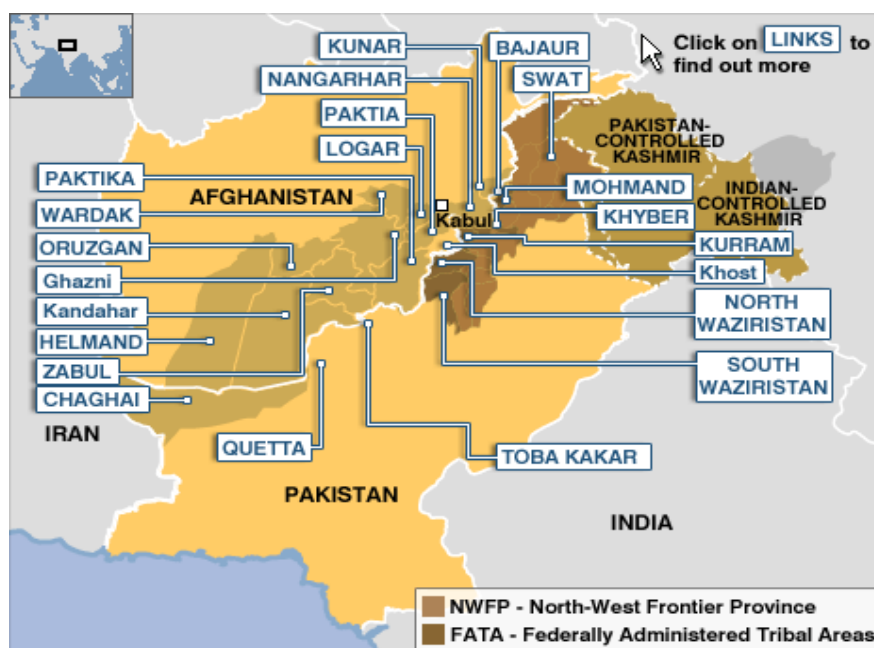 KUNAR
BAJAUR
Click on LINKS to
find out more
NANGARHAR
SWAT
PAKTIA
PAKISTAN-
CONTROLLED
KASHMIR
LOGAR
PAKTIKA
AFGHANISTAN
MOHMAND
INDIAN-
CONTROLLED
KASHMIR
WARDAK
Kabul
KHYBER
ORUZGAN
KURRAM
Ghazni
Khost
Kandahar
NORTH
WAZIRISTAN
HELMAND
ZABUL
SOUTH
WAZIRISTAN
CHAGHAI
IRAN
QUETTA
TOBA KAKAR
PAKISTAN
INDIA
NWFP - North-West Frontier Province
FATA - Federally Administered Tribal Areas